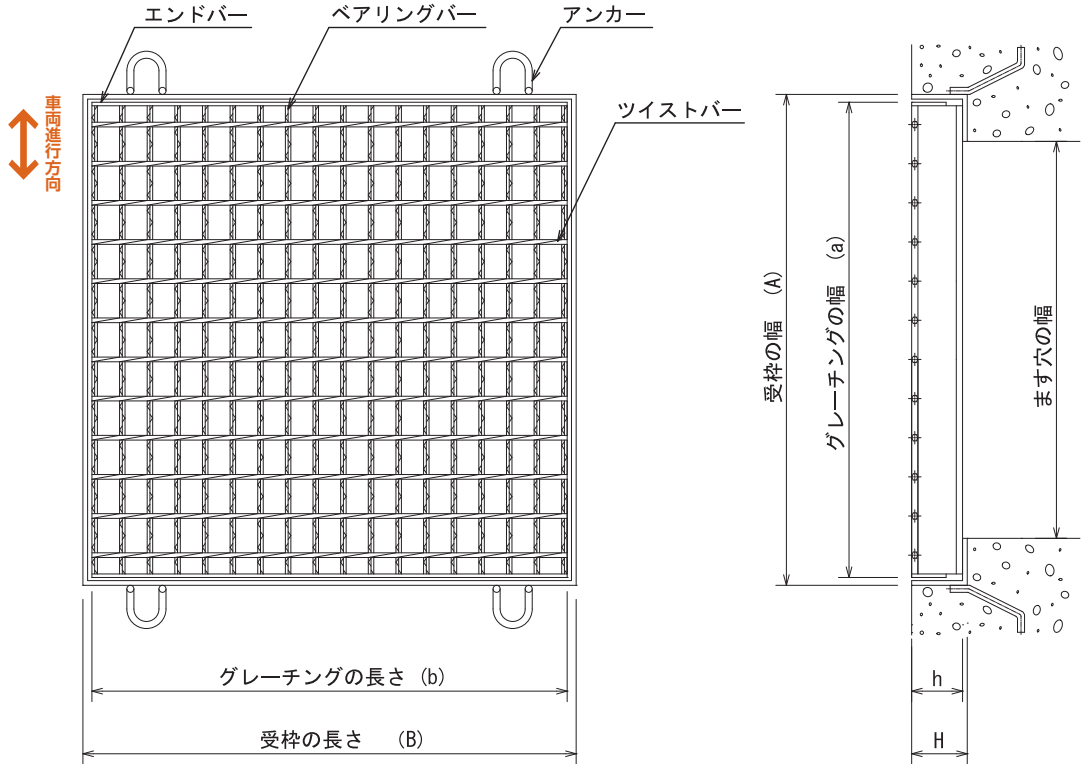 エンドバー
ベアリングバー
アンカー
ツイストバー
車両進行方向
受枠の幅 (A)
グレーチングの幅 (a)
ます穴の幅
グレーチングの長さ (b)
受枠の長さ (B)
h
H